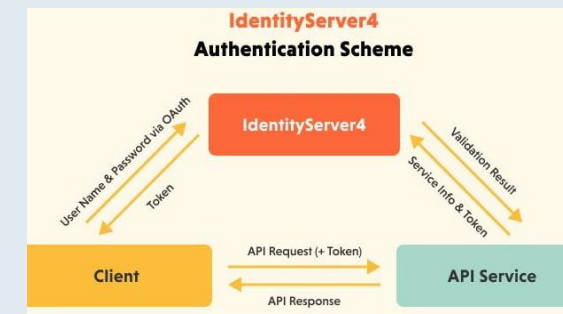 IdentityServer4
Authentication Scheme
IdentityServer4
User Name & Password via OAuth
Token
Validation Result
Service Info & Token
Client
API Request (+ Token)
API Response
API Service